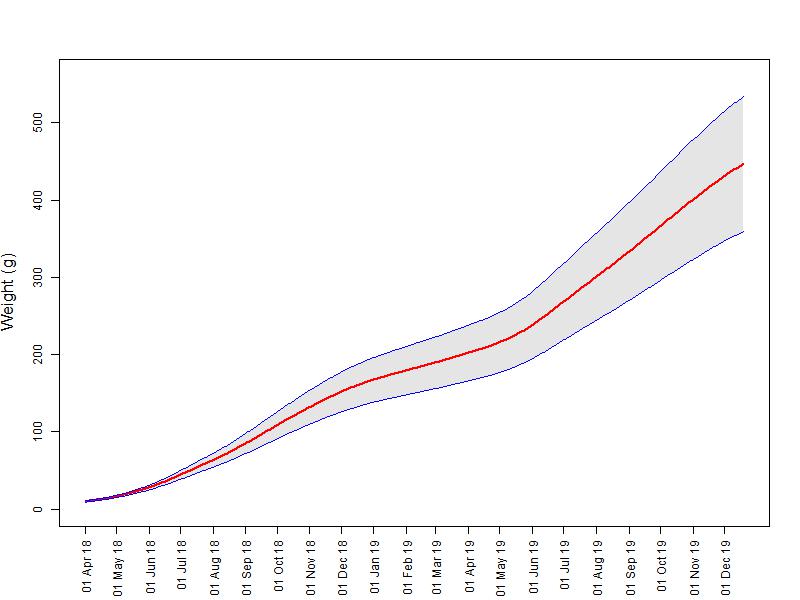 Weight (g)
500
400
300
200
100
0
01 Apr 18
01 May 18
01 Jun 18
01 Jul 18
01 Aug 18
01 Sep 18
01 Oct 18
01 Nov 18
01 Dec 18
01 Jan 19
01 Feb 19
01 Mar 19
01 Apr 19
01 May 19
01 Jun 19
01 Jul 19
01 Aug 19
01 Sep 19
01 Oct 19
01 Nov 19
01 Dec 19